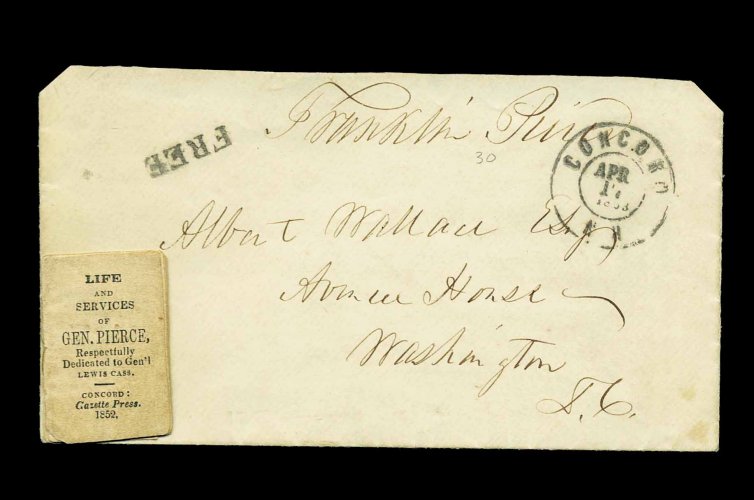 Franklin Pierce
FREE
30
CONCORD
APR
1853
N H
Albert Wallace Esq
Avenue House
Washington
D.C.
LIFE
AND
SERVICES
OF
GEN. PIERCE,
Respectfully
Dedicated to Gen'l
LEWIS CASS.
CONCORD:
Gazette Press.
1852.